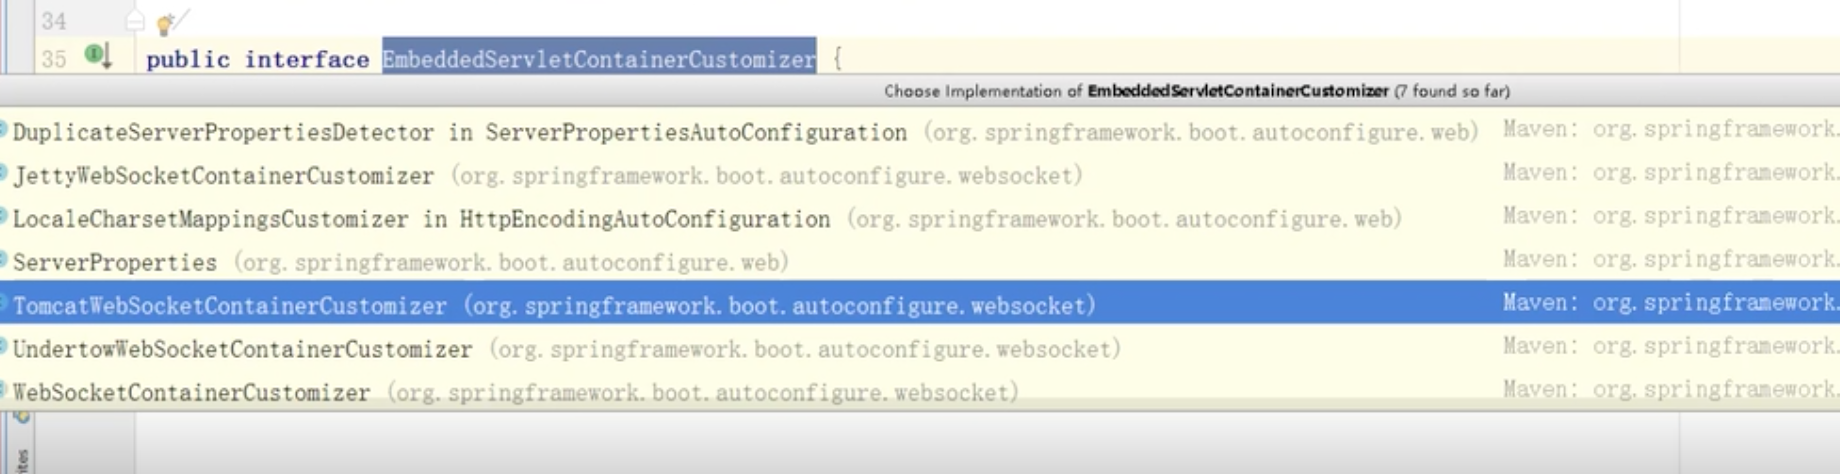 34
35 public interface EmbeddedServletContainerCustomizer {
Choose Implementation of EmbeddedServletContainerCustomizer (7 found so far)
DuplicateServerPropertiesDetector in ServerPropertiesAutoConfiguration (org.springframework.boot.autoconfigure.web) Maven: org.springframework.
JettyWebSocketContainerCustomizer (org.springframework.boot.autoconfigure.websocket) Maven: org.springframework.
LocaleCharsetMappingsCustomizer in HttpEncodingAutoConfiguration (org.springframework.boot.autoconfigure.web) Maven: org.springframework.
ServerProperties (org.springframework.boot.autoconfigure.web) Maven: org.springframework.
TomcatWebSocketContainerCustomizer (org.springframework.boot.autoconfigure.websocket) Maven: org.springframework.
UndertowWebSocketContainerCustomizer (org.springframework.boot.autoconfigure.websocket) Maven: org.springframework.
WebSocketContainerCustomizer (org.springframework.boot.autoconfigure.websocket) Maven: org.springframework.
ites